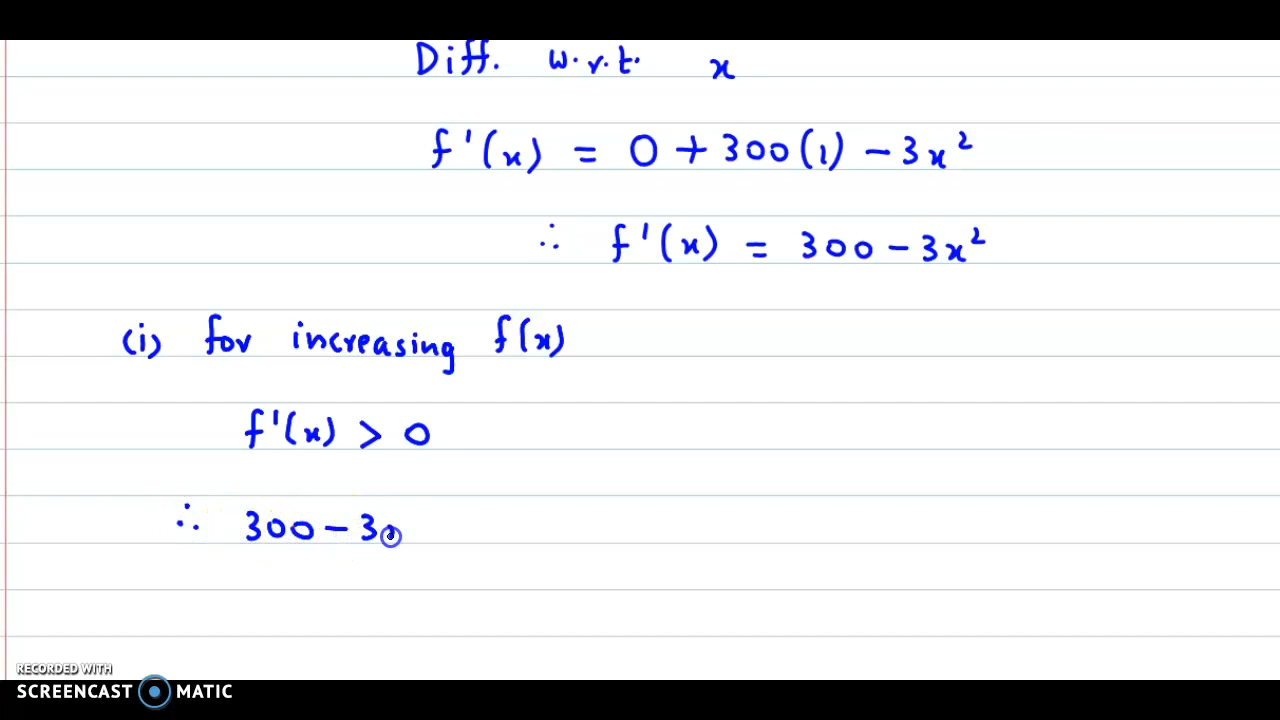 Diff. w.r.t. x
f'(x) = 0 + 300(1) - 3x²
∴ f'(x) = 300 - 3x²
(i) for increasing f(x)
f'(x) > 0
∴ 300 - 3
RECORDED WITH
SCREENCAST MATIC